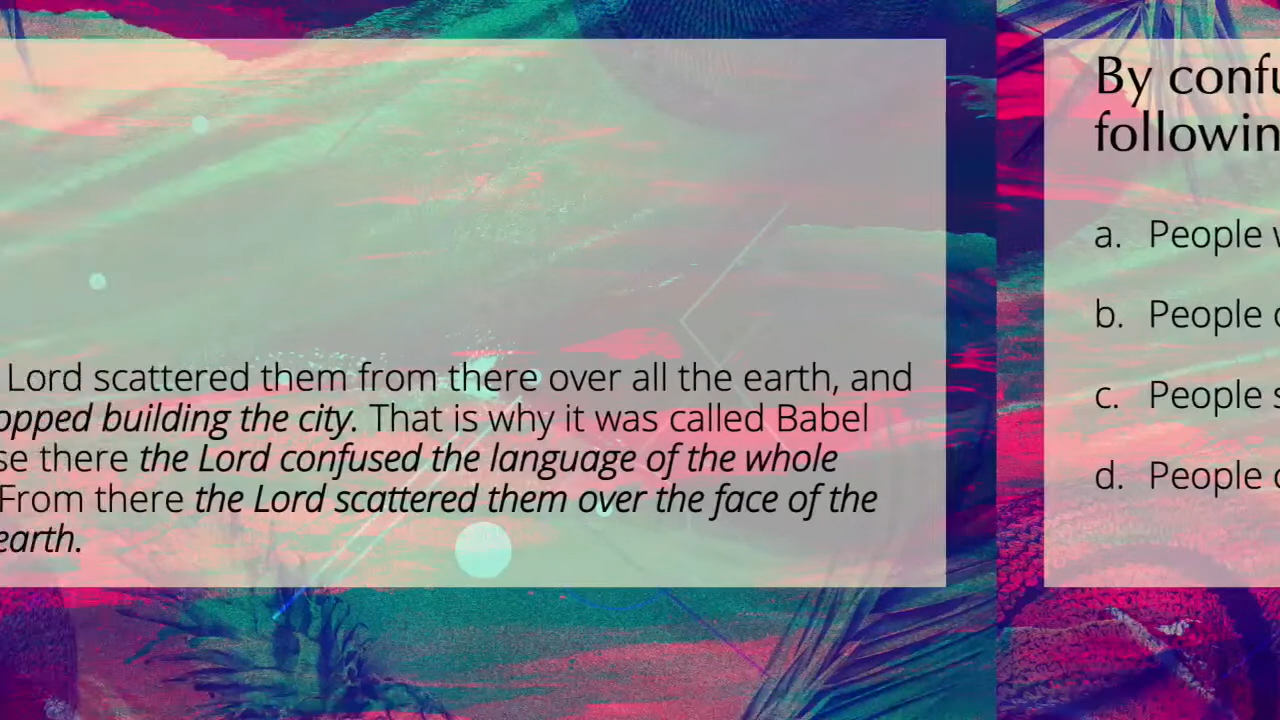 Lord scattered them from there over all the earth, and
opped building the city. That is why it was called Babel
se there the Lord confused the language of the whole
From there the Lord scattered them over the face of the
earth.
By confu
followin
a. People w
b. People
c. People s
d. People